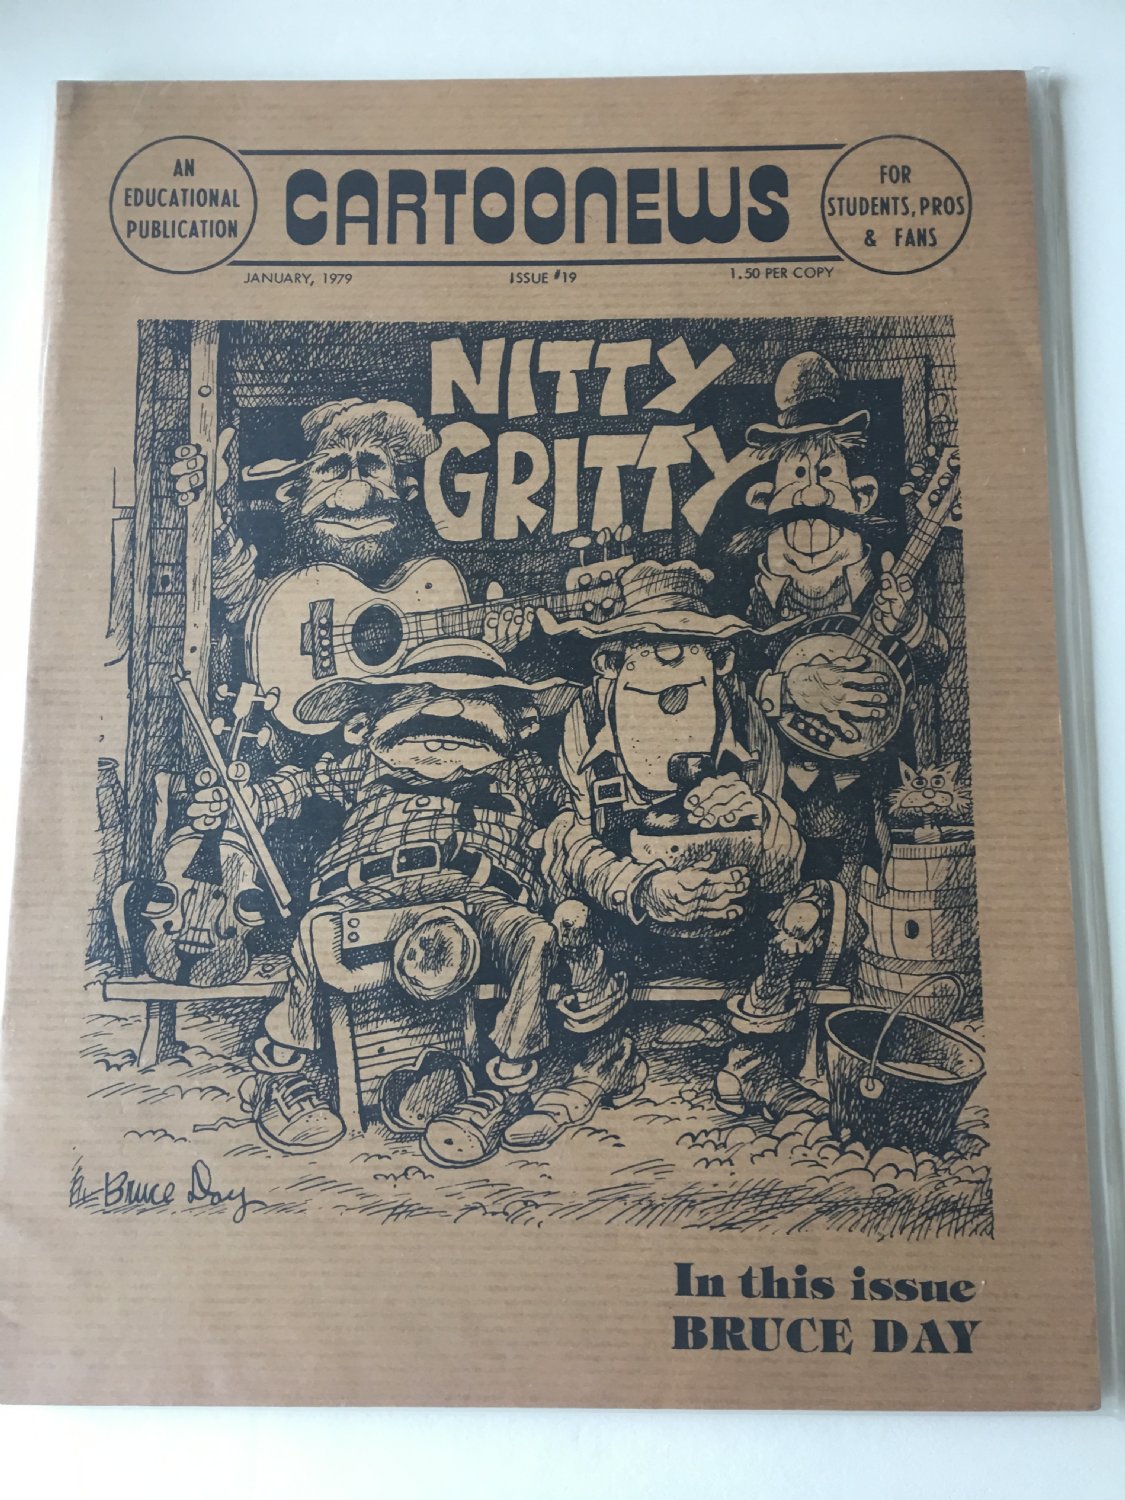 AN
EDUCATIONAL
PUBLICATION
CARTOONEWS
FOR
STUDENTS, PROS
& FANS
JANUARY, 1979
ISSUE #19
1.50 PER COPY
NITTY
GRITTY
Bruce Day
In this issue
BRUCE DAY